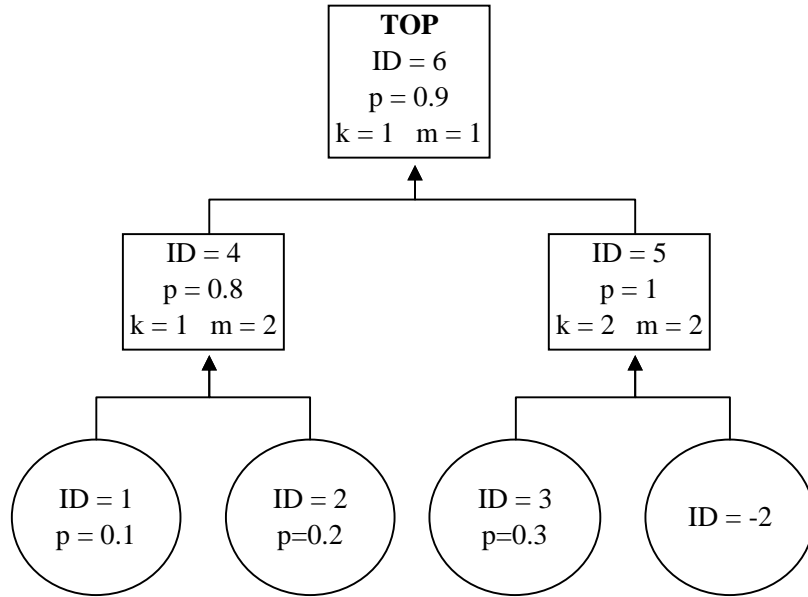 TOP
ID = 6
p = 0.9
k = 1 m = 1
ID = 4
p = 0.8
k = 1 m = 2
ID = 5
p = 1
k = 2 m = 2
ID = 1
p = 0.1
ID = 2
p=0.2
ID = 3
p=0.3
ID = -2